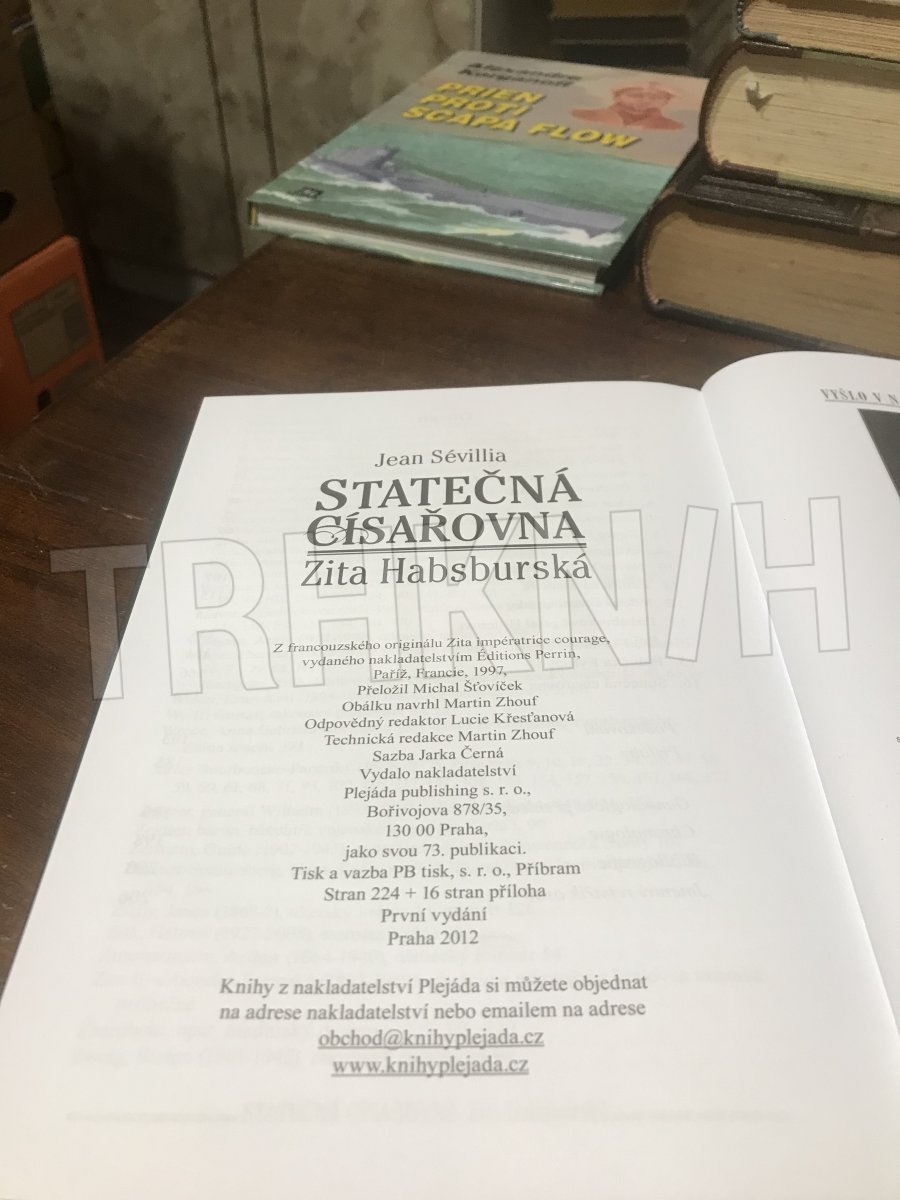 Alexandre
Korganoff
PRIEN
PROTI
SCAPA FLOW
VYŠLO V N
Jean Sévillia
STATEČNÁ
CÍSAŘOVNA
Zita Habsburská
TRHKN/H
Z francouzského originálu Zita impératrice courage,
vydaného nakladatelstvím Éditions Perrin,
Paříž, Francie, 1997,
Přeložil Michal Šťovíček
Obálku navrhl Martin Zhouf
Odpovědný redaktor Lucie Křesťanová
Technická redakce Martin Zhouf
Sazba Jarka Černá
Vydalo nakladatelství
Plejáda publishing s. r. o.,
Bořivojova 878/35,
130 00 Praha,
jako svou 73. publikaci.
Tisk a vazba PB tisk, s. r. o., Příbram
Stran 224 + 16 stran příloha
První vydání
Praha 2012
Knihy z nakladatelství Plejáda si můžete objednat
na adrese nakladatelství nebo emailem na adrese
obchod@knihyplejada.cz
www.knihyplejada.cz